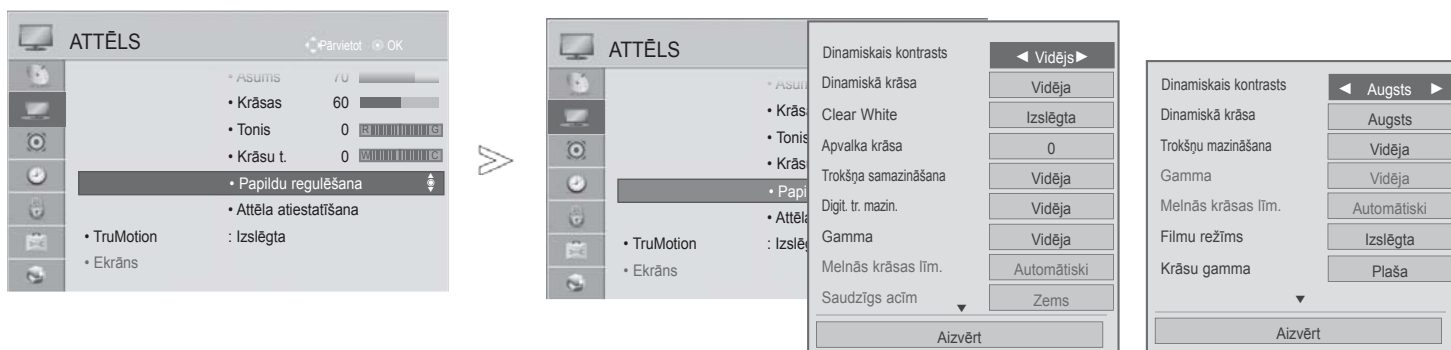 ATTĒLS
Pārvietot OK
• Asums 70
• Krāsas 60
• Tonis 0 R G
• Krāsu t. 0 W C
• Papildu regulēšana
• Attēla atiestatīšana
• TruMotion : Izslēgta
• Ekrāns
ATTĒLS
• Asu
• Krās
• Tonis
• Krās
• Papi
• Attēla
• TruMotion : Izslēg
• Ekrāns
Dinamiskais kontrasts ◄ Vidējs ►
Dinamiskā krāsa Vidēja
Clear White Izslēgta
Apvalka krāsa 0
Trokšņa samazināšana Vidēja
Digit. tr. mazin. Vidēja
Gamma Vidēja
Melnās krāsas līm. Automātiski
Saudzīgs acīm Zems
▼
Aizvērt
Dinamiskais kontrasts ◄ Augsts ►
Dinamiskā krāsa Augsts
Trokšņu mazināšana Vidēja
Gamma Vidēja
Melnās krāsas līm. Automātiski
Filmu režīms Izslēgta
Krāsu gamma Plaša
▼
Aizvērt